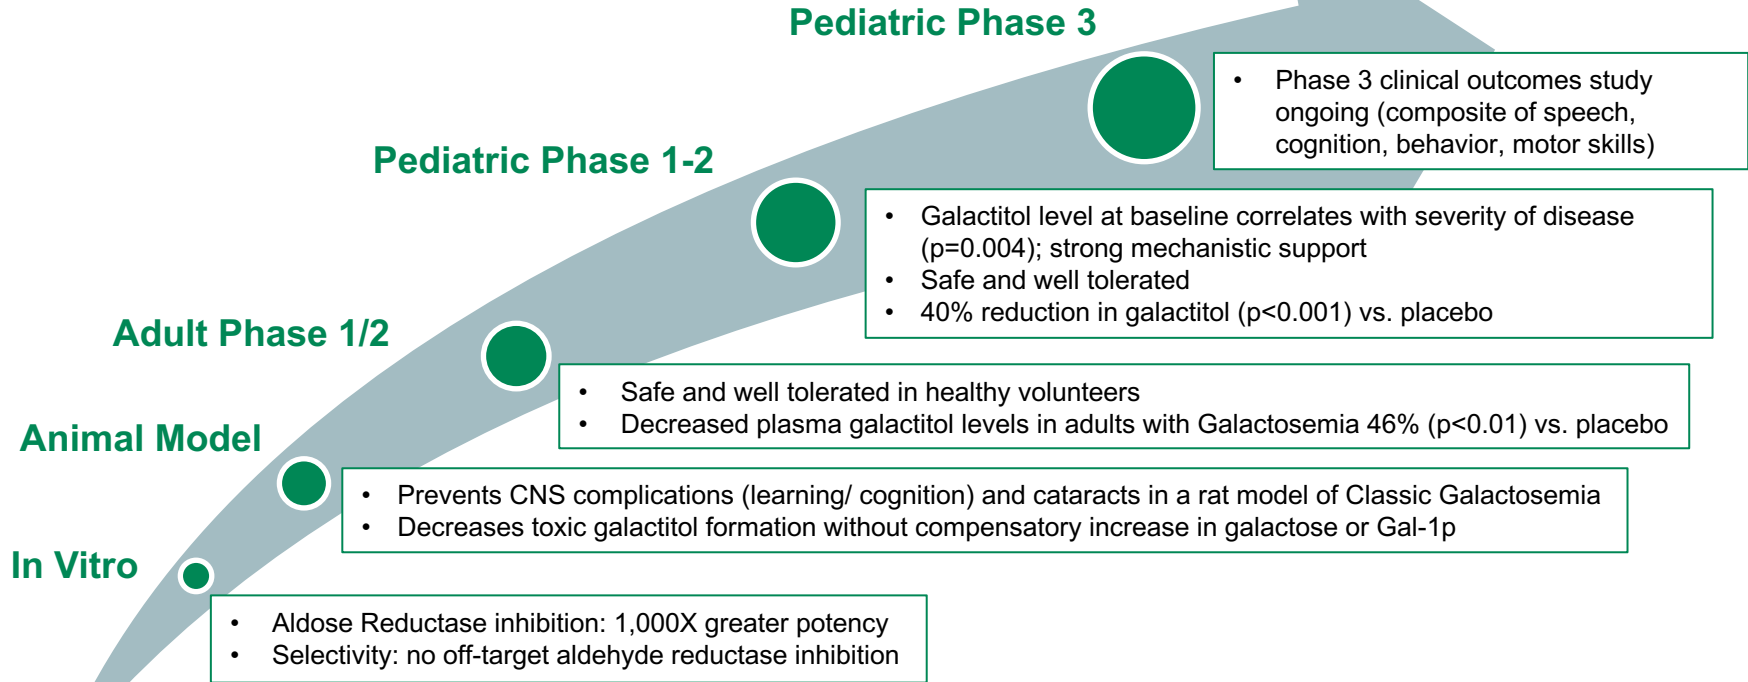 Pediatric Phase 3
• Phase 3 clinical outcomes study
ongoing (composite of speech,
cognition, behavior, motor skills)
Pediatric Phase 1-2
• Galactitol level at baseline correlates with severity of disease
(p=0.004); strong mechanistic support
• Safe and well tolerated
• 40% reduction in galactitol (p<0.001) vs. placebo
Adult Phase 1/2
• Safe and well tolerated in healthy volunteers
• Decreased plasma galactitol levels in adults with Galactosemia 46% (p<0.01) vs. placebo
Animal Model
• Prevents CNS complications (learning/ cognition) and cataracts in a rat model of Classic Galactosemia
• Decreases toxic galactitol formation without compensatory increase in galactose or Gal-1p
In Vitro
• Aldose Reductase inhibition: 1,000X greater potency
• Selectivity: no off-target aldehyde reductase inhibition